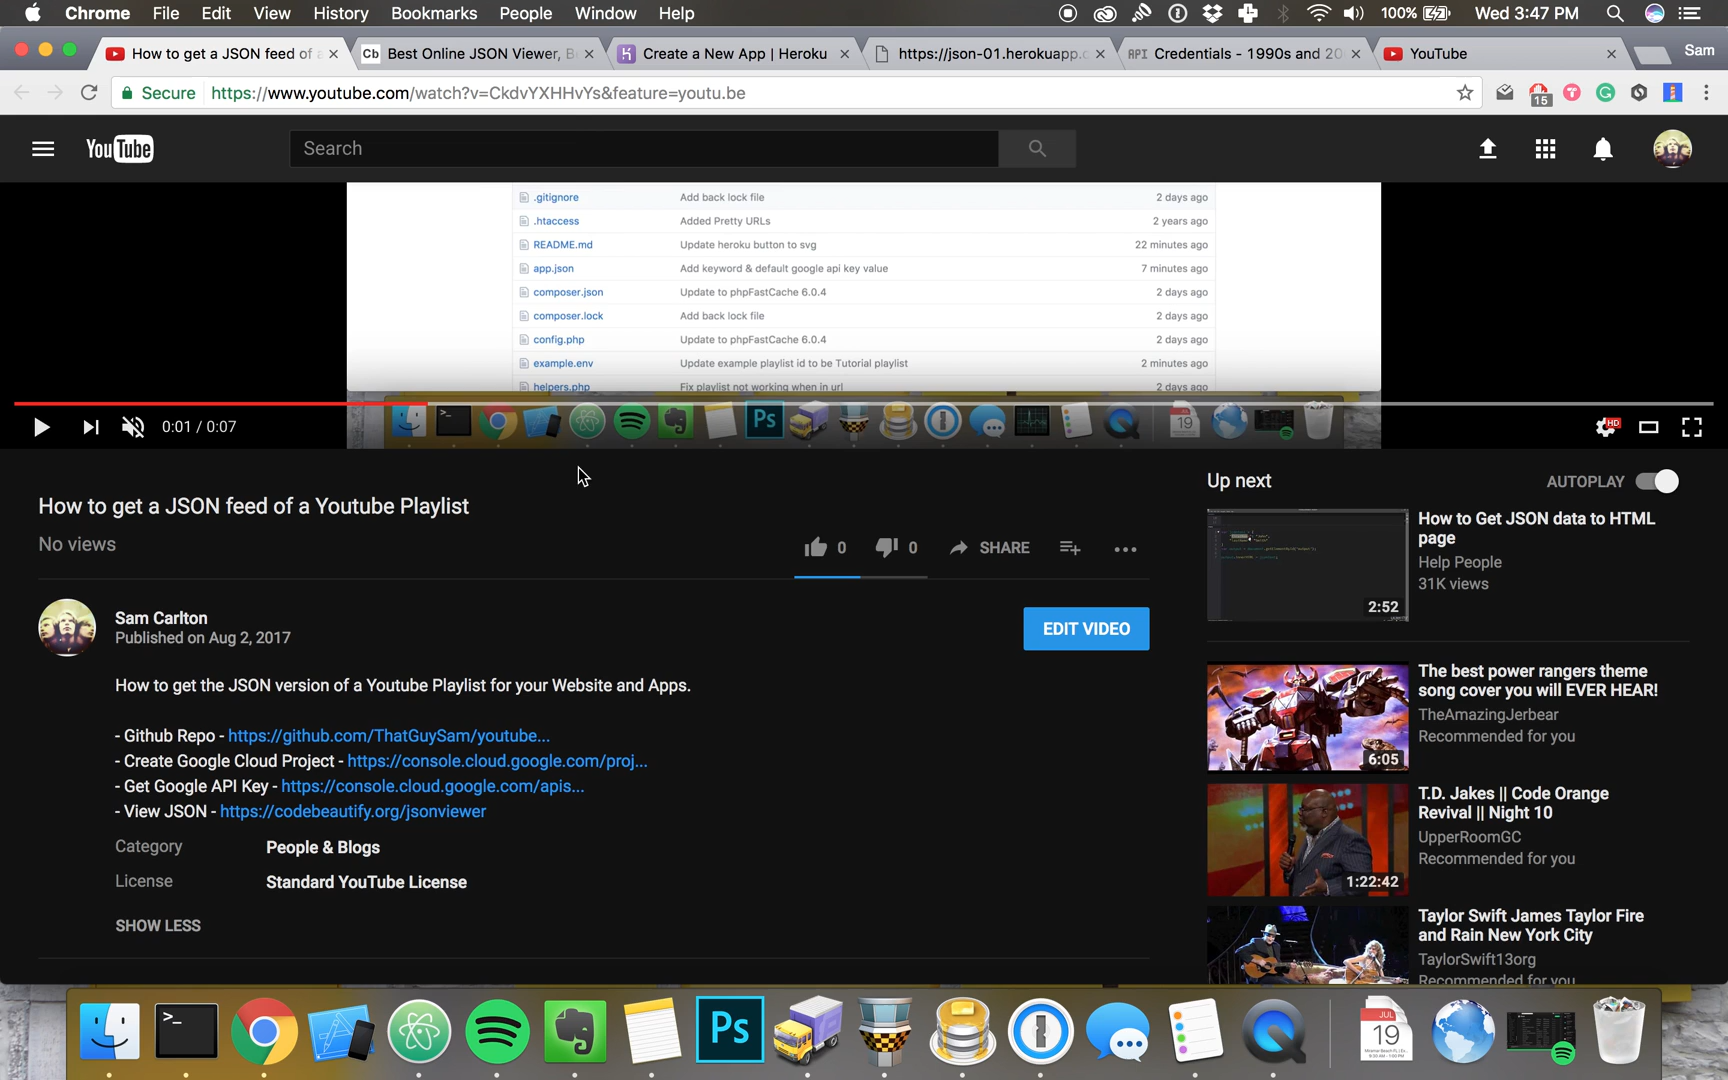 Chrome File Edit View History Bookmarks People Window Help 100% Wed 3:47 PM
How to get a JSON feed of a Cb Best Online JSON Viewer, B Create a New App | Heroku https://json-01.herokuapp.c API Credentials - 1990s and 20 YouTube Sam
Secure https://www.youtube.com/watch?v=CkdvYXHHvYs&feature=youtu.be 15
YouTube Search
.gitignore Add back lock file 2 days ago
.htaccess Added Pretty URLs 2 years ago
README.md Update heroku button to svg 22 minutes ago
app.json Add keyword & default google api key value 7 minutes ago
composer.json Update to phpFastCache 6.0.4 2 days ago
composer.lock Add back lock file 2 days ago
config.php Update to phpFastCache 6.0.4 2 days ago
example.env Update example playlist id to be Tutorial playlist 2 minutes ago
helpers.php Fix playlist not working when in url 2 days ago
Ps 19
0:01 / 0:07 HD
Up next AUTOPLAY
How to get a JSON feed of a Youtube Playlist
No views
0 0 SHARE
Sam Carlton
Published on Aug 2, 2017
EDIT VIDEO
How to get the JSON version of a Youtube Playlist for your Website and Apps.
- Github Repo - https://github.com/ThatGuySam/youtube...
- Create Google Cloud Project - https://console.cloud.google.com/proj...
- Get Google API Key - https://console.cloud.google.com/apis...
- View JSON - https://codebeautify.org/jsonviewer
Category People & Blogs
License Standard YouTube License
SHOW LESS
How to Get JSON data to HTML
page
Help People
31K views
2:52
The best power rangers theme
song cover you will EVER HEAR!
TheAmazingJerbear
Recommended for you
6:05
T.D. Jakes || Code Orange
Revival || Night 10
UpperRoomGC
Recommended for you
1:22:42
Taylor Swift James Taylor Fire
and Rain New York City
TaylorSwift13org
Recommended for you
>_ Ps JUL
19